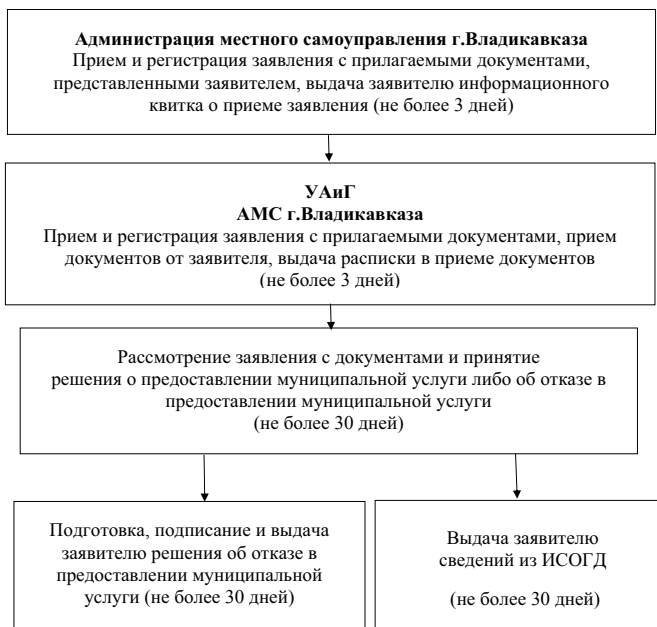 Администрация местного самоуправления г.Владикавказа
Прием и регистрация заявления с прилагаемыми документами,
представленными заявителем, выдача заявителю информационного
квитка о приеме заявления (не более 3 дней)
УАиГ
АМС г.Владикавказа
Прием и регистрация заявления с прилагаемыми документами, прием
документов от заявителя, выдача расписки в приеме документов
(не более 3 дней)
Рассмотрение заявления с документами и принятие
решения о предоставлении муниципальной услуги либо об отказе в
предоставлении муниципальной услуги
(не более 30 дней)
Подготовка, подписание и выдача
заявителю решения об отказе в
предоставлении муниципальной
услуги (не более 30 дней)
Выдача заявителю
сведений из ИСОГД
(не более 30 дней)